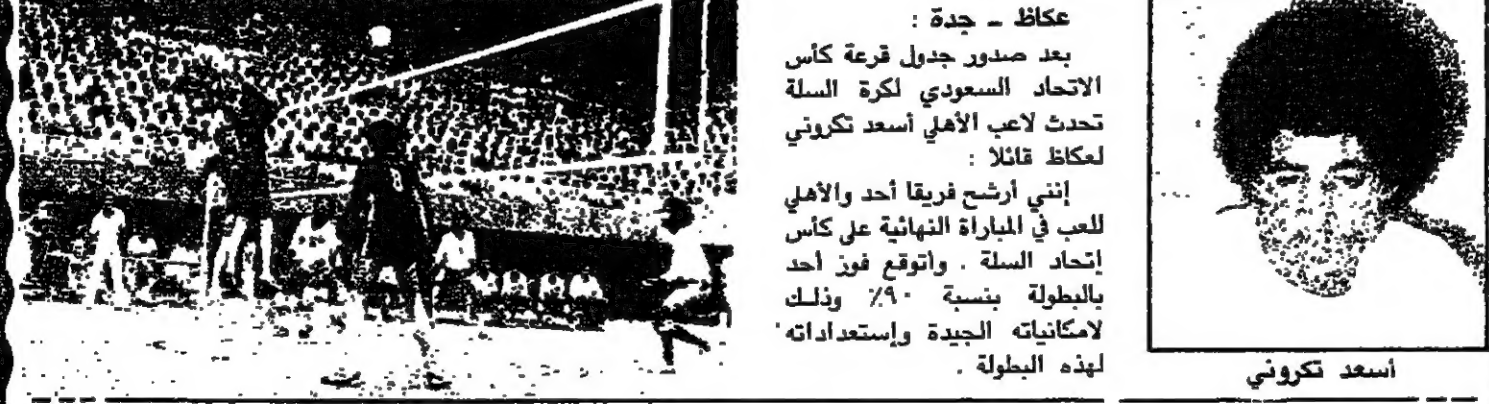 عكاظ ـ جدة :
بعد صدور جدول قرعة كأس
الاتحاد السعودي لكرة السلة
تحدث لاعب الأهلي أسعد تكروني
لعكاظ قائلا :
إنني أرشح فريقا أحد والأهلي
للعب في المباراة النهائية على كأس
إتحاد السلة . وأتوقع فوز أحد
بالبطولة بنسبة ٩٠٪ وذلك
لامكانياته الجيدة وإستعداداته
لهذه البطولة .
أسعد تكروني